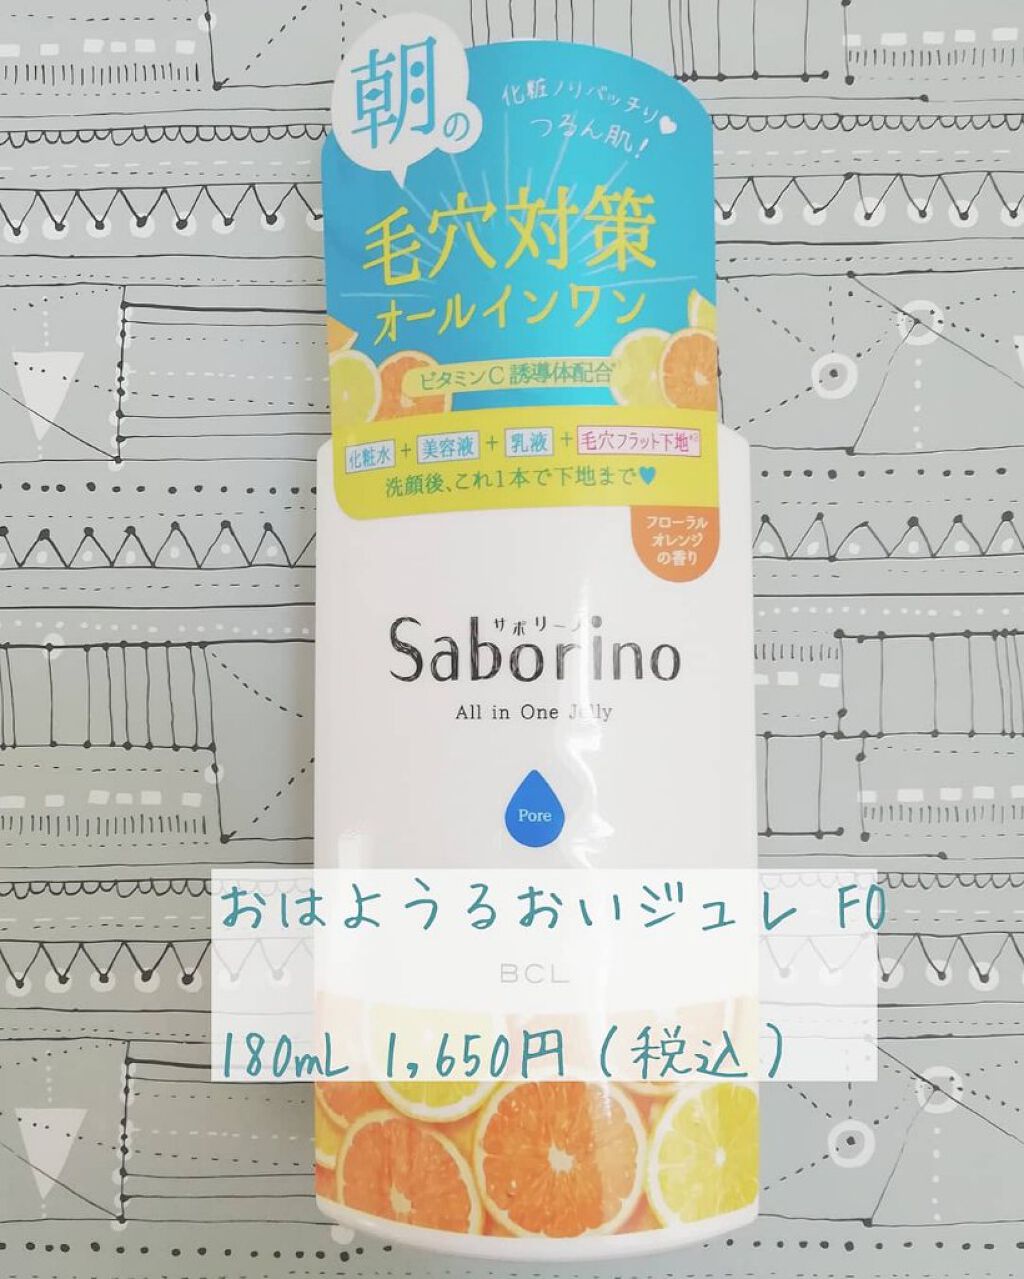 朝の
化粧ノリバッチリ♥
つるん肌!
毛穴対策
オールインワン
ビタミンC誘導体配合
化粧水+美容液+乳液+毛穴フラット下地*2
洗顔後、これ1本で下地まで♥
フローラル
オレンジ
の香り
サボリーノ
Saborino
All in One Jelly
Pore
おはようるおいジュレ FO
BCL
180mL 1,650円(税込)